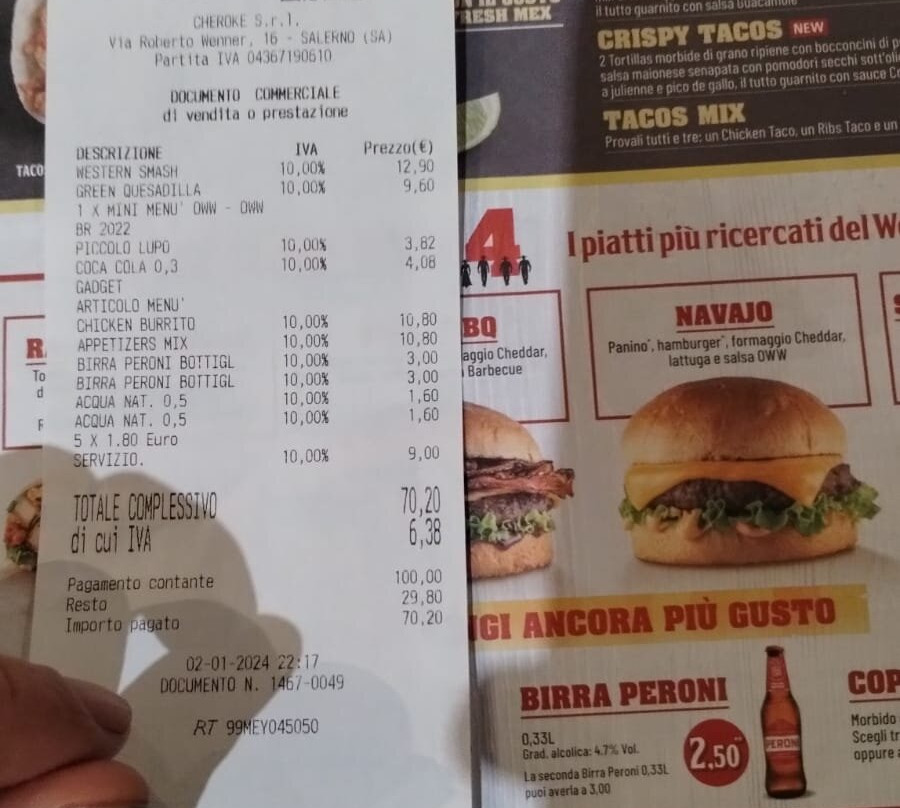 CHEROKE S.r.l.
Via Roberto Wenner, 16 - SALERNO (SA)
Partita IVA 04367190610
DOCUMENTO COMMERCIALE
di vendita o prestazione
DESCRIZIONE IVA Prezzo(€)
WESTERN SMASH 10,00% 12,90
GREEN QUESADILLA 10,00% 9,60
1 X MINI MENU' OWW - OWW
BR 2022
PICCOLO LUPO 10,00% 3,82
COCA COLA 0,3 10,00% 4,08
GADGET
ARTICOLO MENU'
CHICKEN BURRITO 10,00% 10,80
APPETIZERS MIX 10,00% 10,80
BIRRA PERONI BOTTIGL 10,00% 3,00
BIRRA PERONI BOTTIGL 10,00% 3,00
ACQUA NAT. 0,5 10,00% 1,60
ACQUA NAT. 0,5 10,00% 1,60
5 X 1.80 Euro
SERVIZIO. 10,00% 9,00
TOTALE COMPLESSIVO 70,20
di cui IVA 6,38
Pagamento contante 100,00
Resto 29,80
Importo pagato 70,20
02-01-2024 22:17
DOCUMENTO N. 1467-0049
RT 99MEY045050
TACO
RESH MEX
il tutto guarnito con salsa Guacamole
CRISPY TACOS NEW
2 Tortillas morbide di grano ripiene con bocconcini di
salsa maionese senapata con pomodori secchi sott'oli
a julienne e pico de gallo, il tutto guarnito con sauce
TACOS MIX
Provali tutti e tre: un Chicken Taco, un Ribs Taco e un
4
I piatti più ricercati del
BQ
aggio Cheddar,
Barbecue
NAVAJO
Panino*, hamburger*, formaggio Cheddar,
lattuga e salsa OWW
NGI ANCORA PIÙ GUSTO
BIRRA PERONI
0,33L
Grad. alcolica: 4.7% Vol.
La seconda Birra Peroni 0,33L
puoi averla a 3,00
2,50
PERONI
COP
Morbido
Scegli tr
oppure